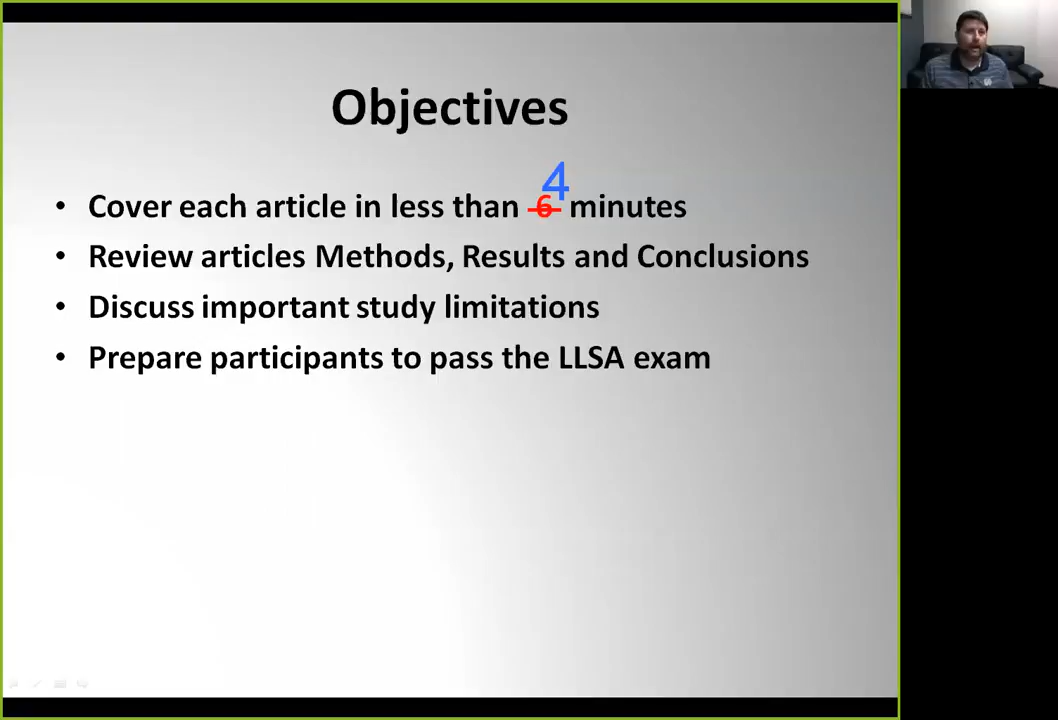 Objectives
4
• Cover each article in less than 6 minutes
• Review articles Methods, Results and Conclusions
• Discuss important study limitations
• Prepare participants to pass the LLSA exam